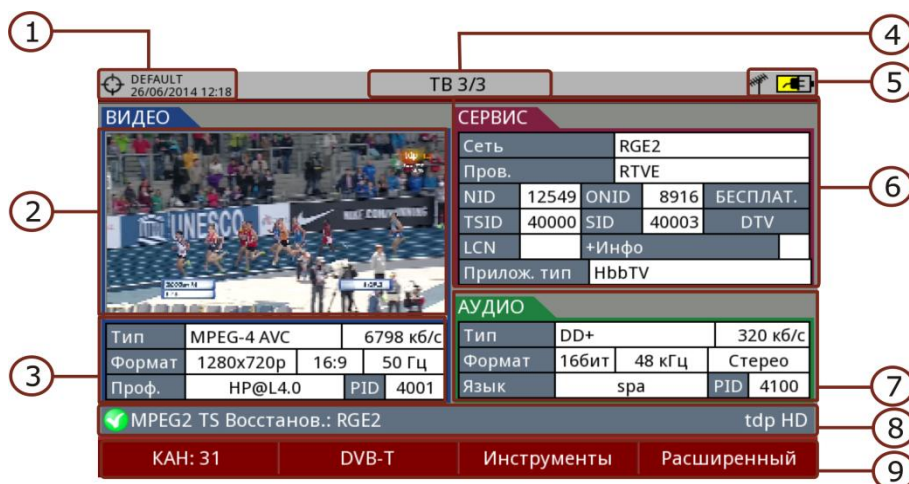 1
4
DEFAULT
26/06/2014 12:18
ТВ 3/3
5
ВИДЕО
СЕРВИС
tdp
Сеть RGE2
Пров. RTVE
2
UNESCO
NID 12549 ONID 8916 БЕСПЛАТ.
6
TSID 40000 SID 40003 DTV
LCN +Инфо
Прилож. тип HbbTV
АУДИО
Тип MPEG-4 AVC 6798 кб/с
Тип DD+ 320 кб/с
3
Формат 1280x720p 16:9 50 Гц
Формат 16бит 48 кГц Стерео
Проф. HP@L4.0 PID 4001
Язык spa PID 4100
7
MPEG2 TS Восстанов.: RGE2 tdp HD
8
КАН: 31 DVB-T Инструменты Расширенный
9